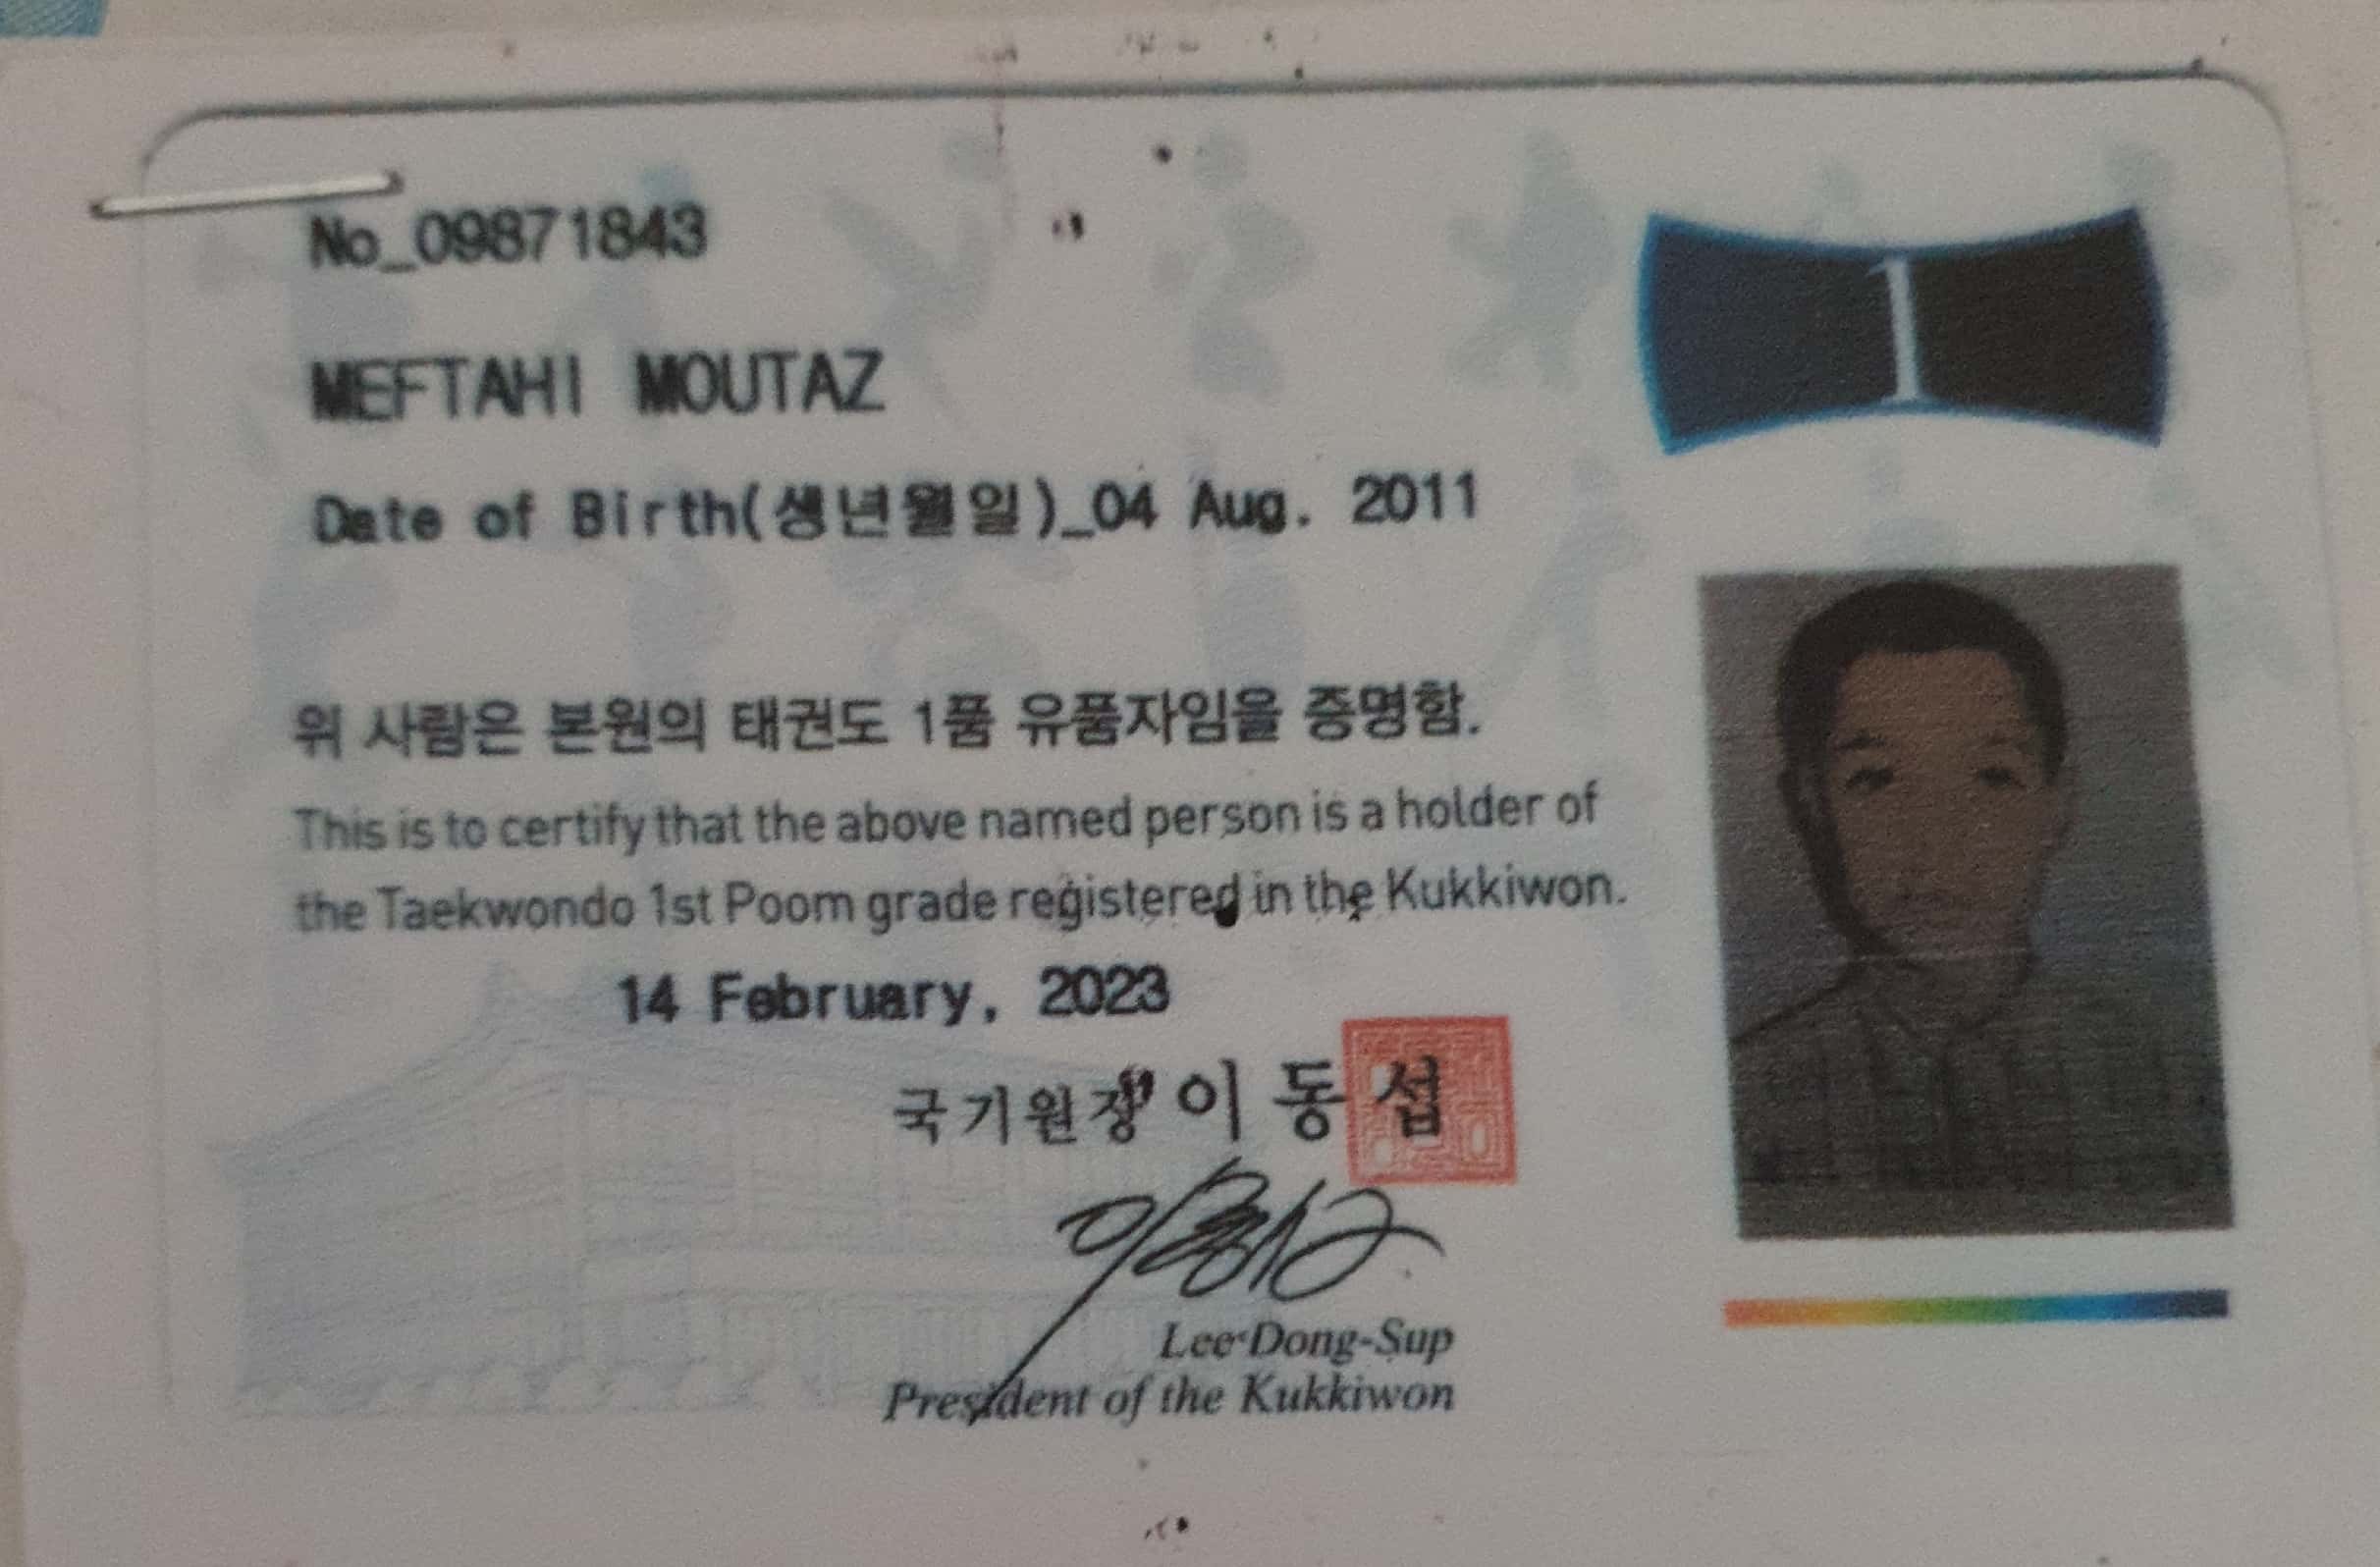 No_09871843
1
MEFTAHI MOUTAZ
Date of Birth(생년월일)_04 Aug. 2011
위 사람은 본원의 태권도 1품 유품자임을 증명함.
This is to certify that the above named person is a holder of
the Taekwondo 1st Poom grade registered in the Kukkiwon.
14 February, 2023
국기원장 이동섭
Lee Dong-Sup
President of the Kukkiwon